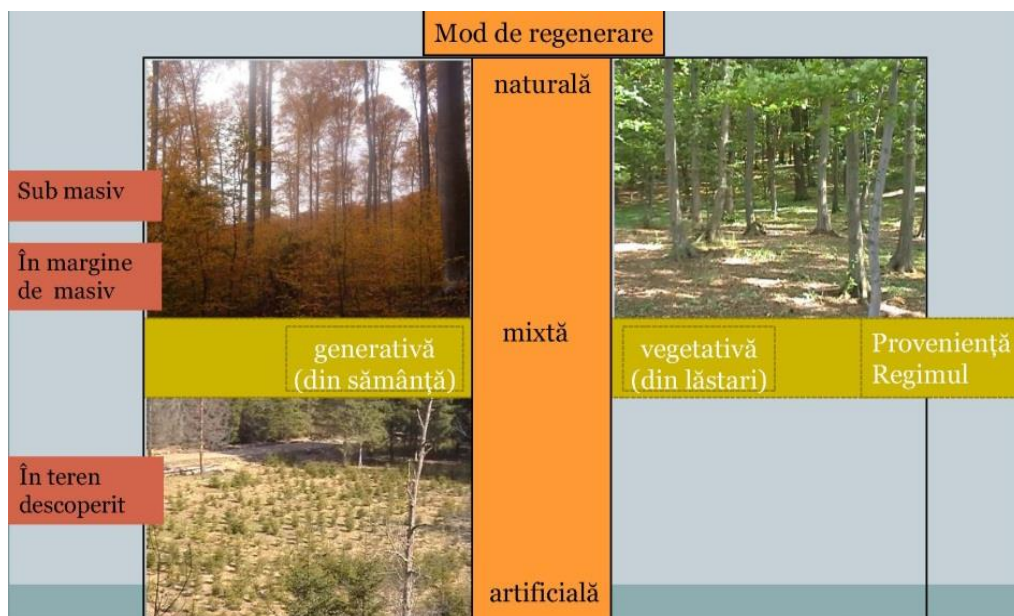 Mod de regenerare
naturală
Sub masiv
În margine
de masiv
generativă
(din sămânță)
mixtă
vegetativă
(din lăstari)
Proveniență
Regimul
În teren
descoperit
artificială